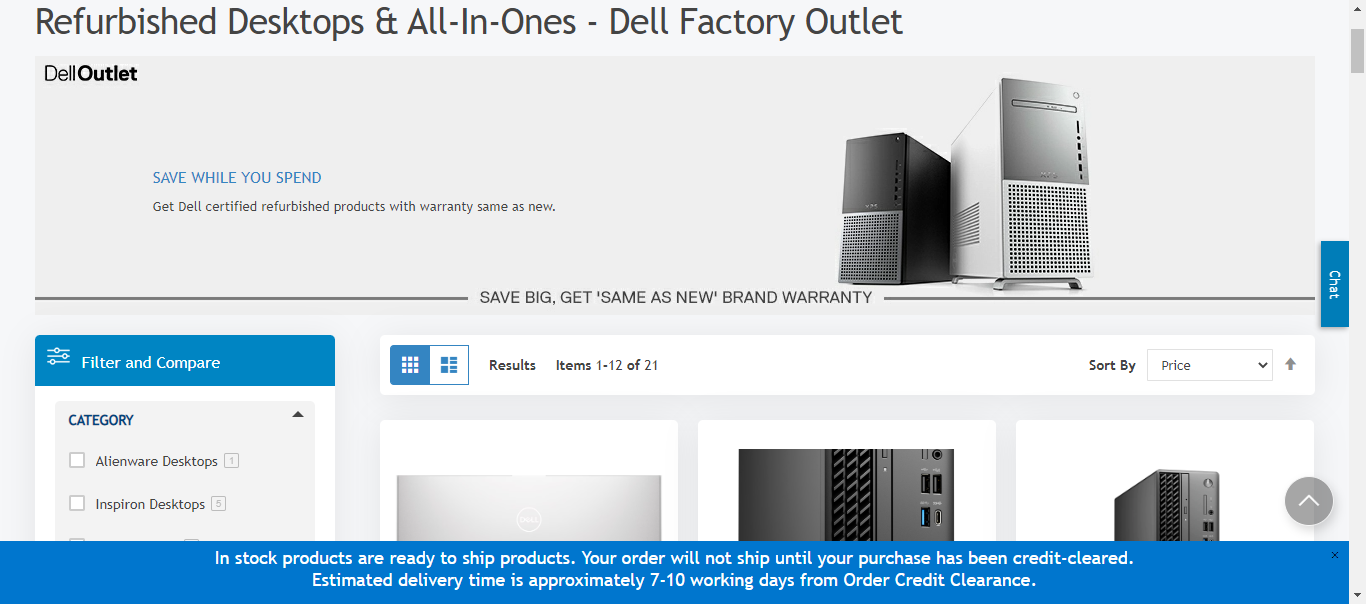 Refurbished Desktops & All-In-Ones - Dell Factory Outlet
DellOutlet
SAVE WHILE YOU SPEND
Get Dell certified refurbished products with warranty same as new.
XPS
XPS
SAVE BIG, GET 'SAME AS NEW' BRAND WARRANTY
Chat
Filter and Compare
Results Items 1-12 of 21
Sort By Price
CATEGORY
Alienware Desktops 1
Inspiron Desktops 5
DELL
In stock products are ready to ship products. Your order will not ship until your purchase has been credit-cleared.
Estimated delivery time is approximately 7-10 working days from Order Credit Clearance.